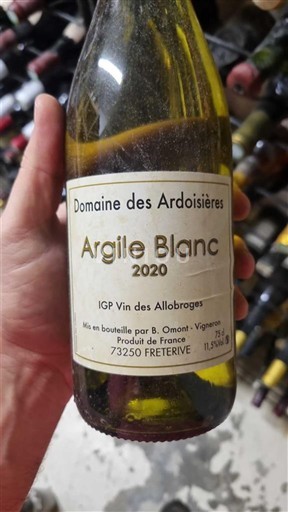 Domaine des Ardoisières
Argile Blanc
2020
IGP Vin des Allobroges
Mis en bouteille par B. Omont - Vigneron
Produit de France
75 cl
73250 FRETERIVE
11,5%Vol